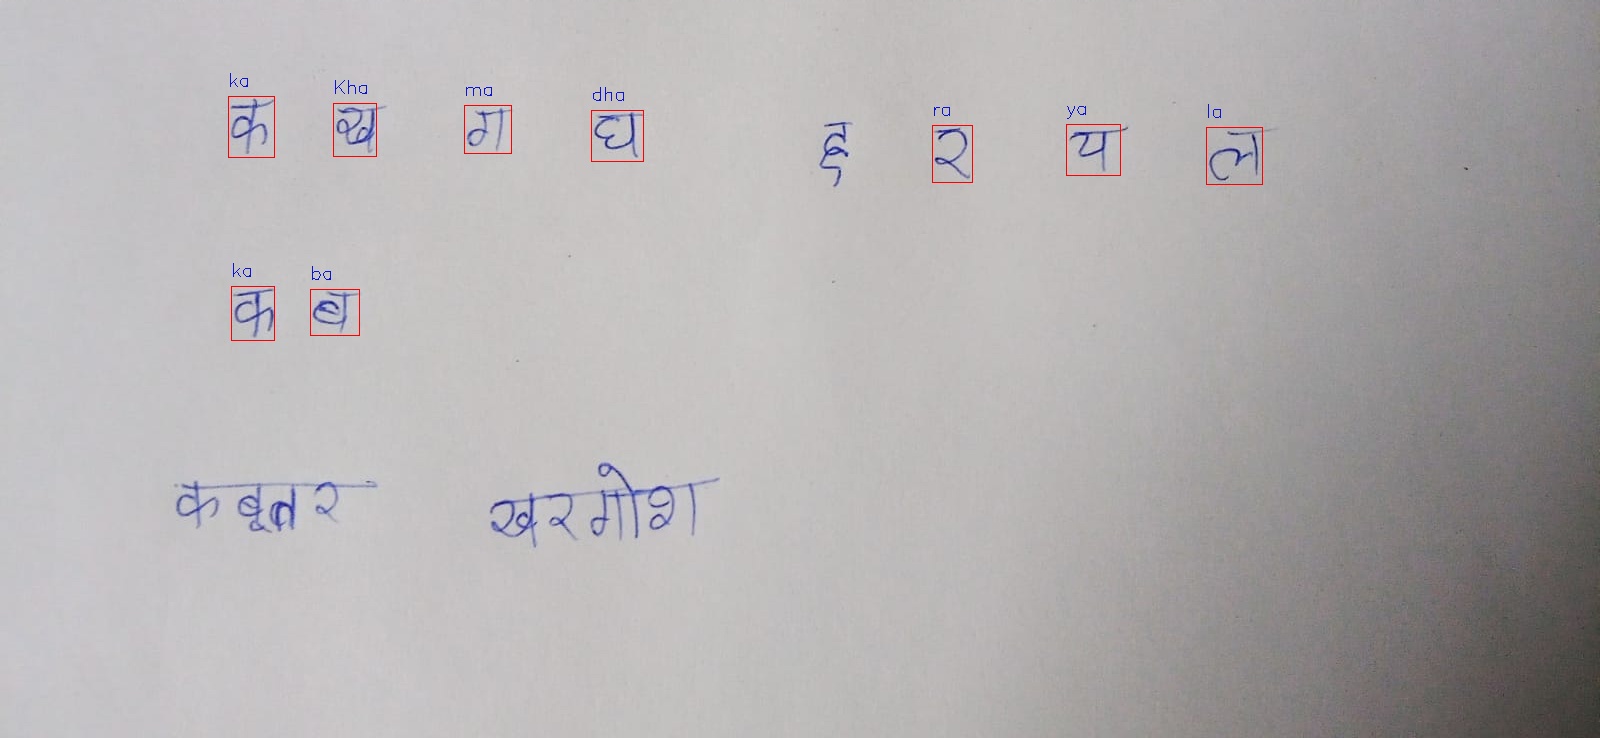 ka Kha ma dha ra ya la
क ख ग घ द्द र य ल
ka ba
क ब
कबूतर खरगोश